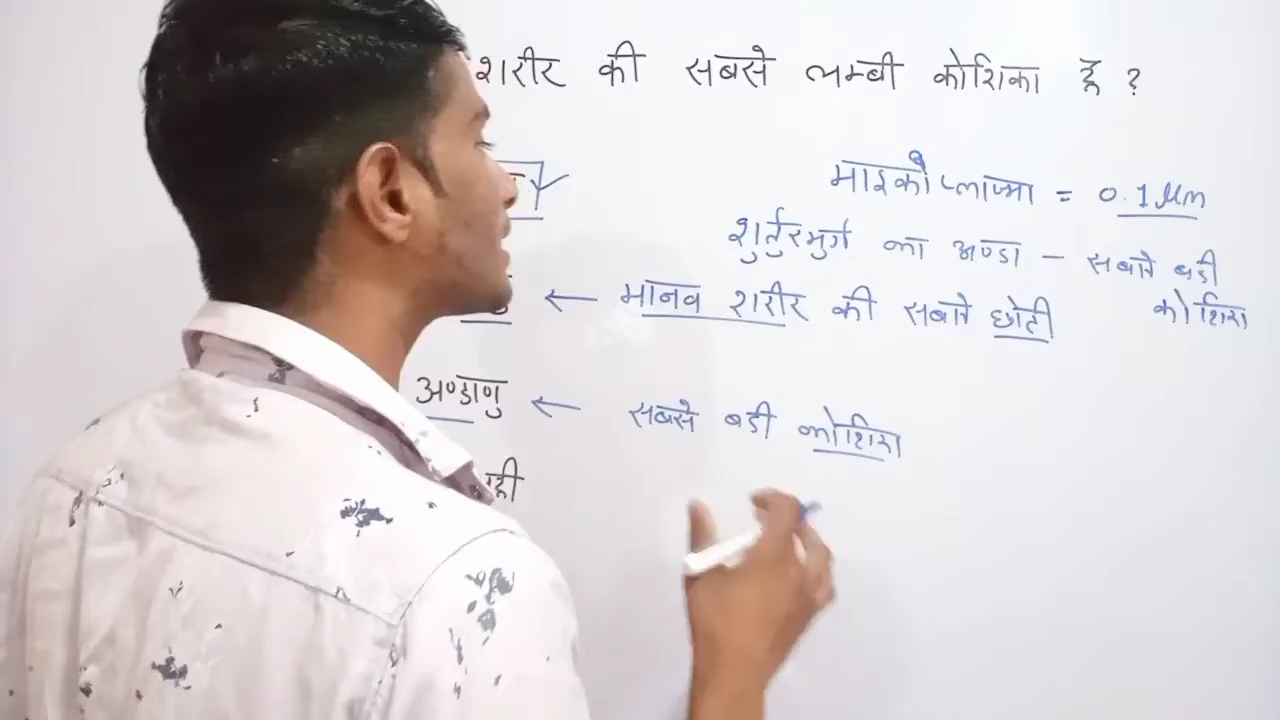 शरीर की सबसे लम्बी कोशिका है ?
माइकोप्लाज्मा = 0.1 μm
शुर्तुरमुर्ग का अण्डा – सबसे बडी
कोशिका
← मानव शरीर की सबसे छोटी
अण्डाणु ← सबसे बडी कोशिका